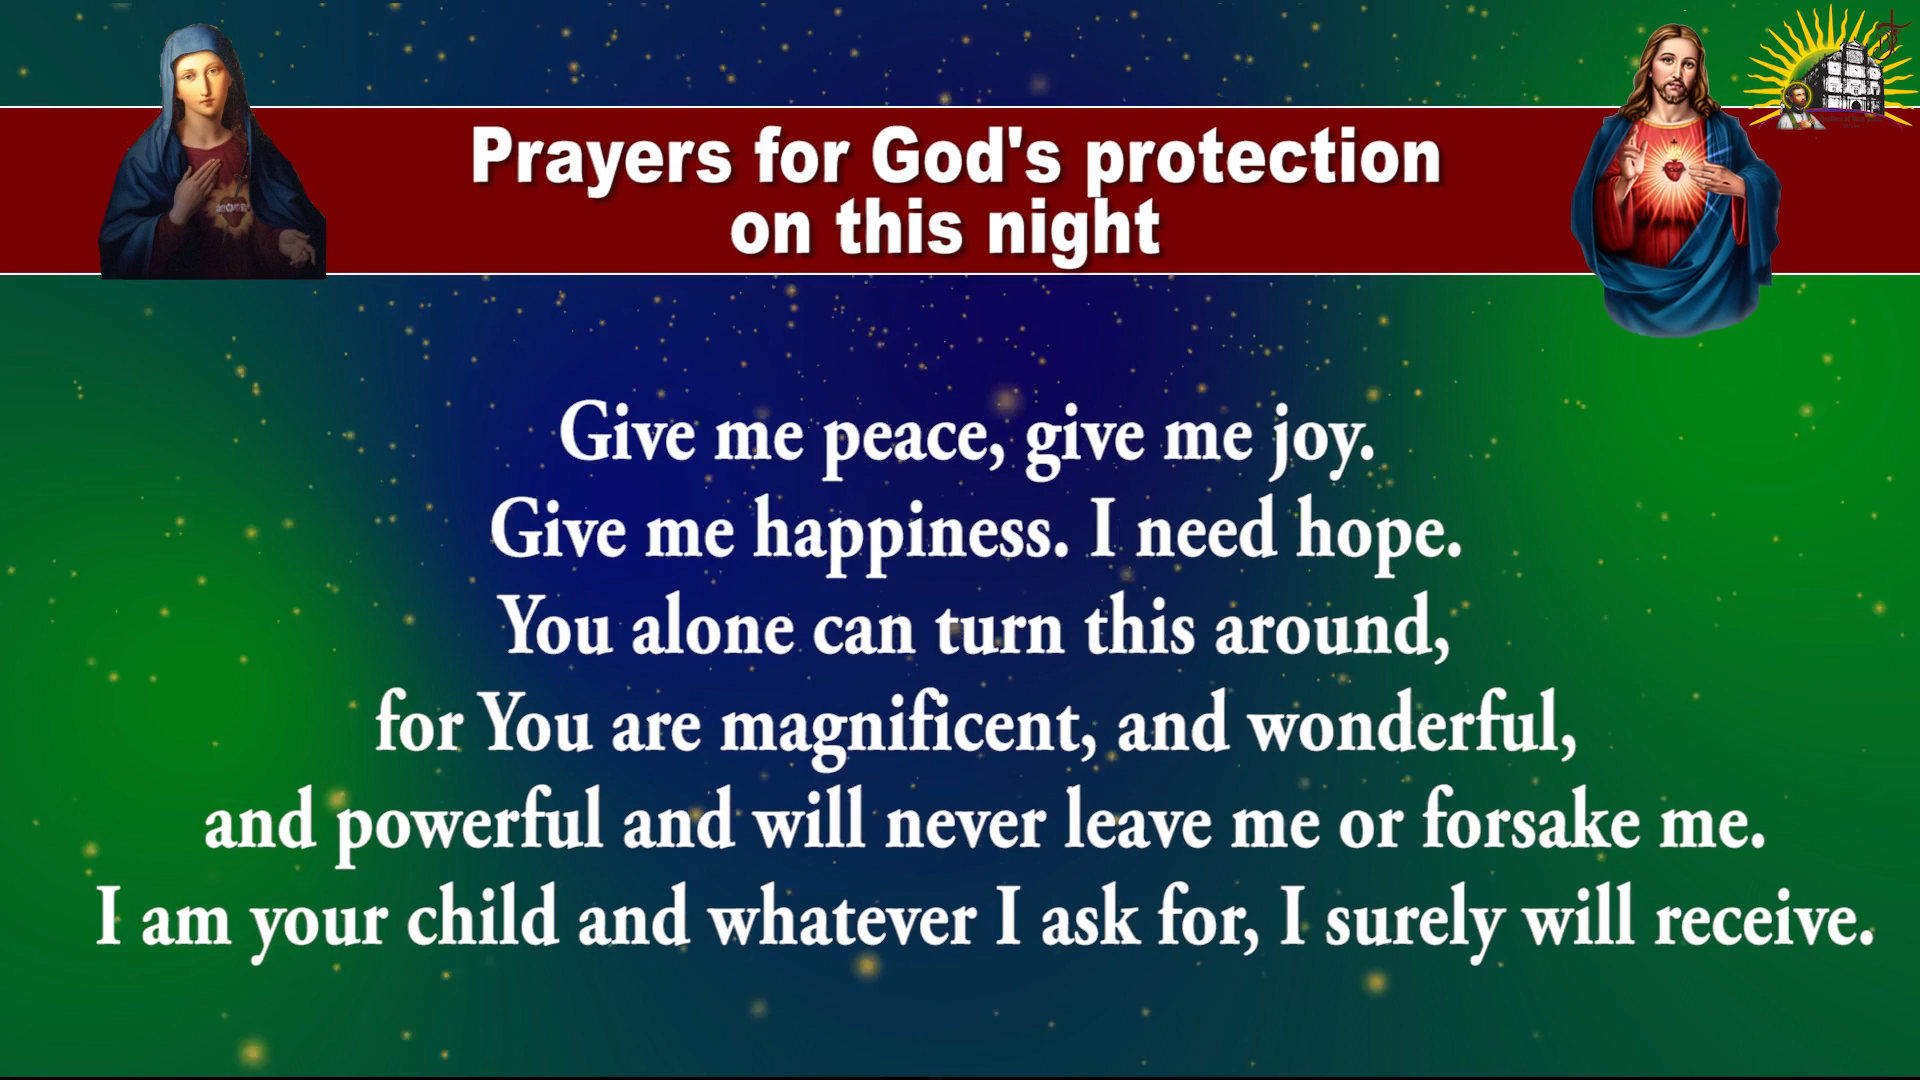 Prayers for God's protection
on this night
Give me peace, give me joy.
Give me happiness. I need hope.
You alone can turn this around,
for You are magnificent, and wonderful,
and powerful and will never leave me or forsake me.
I am your child and whatever I ask for, I surely will receive.